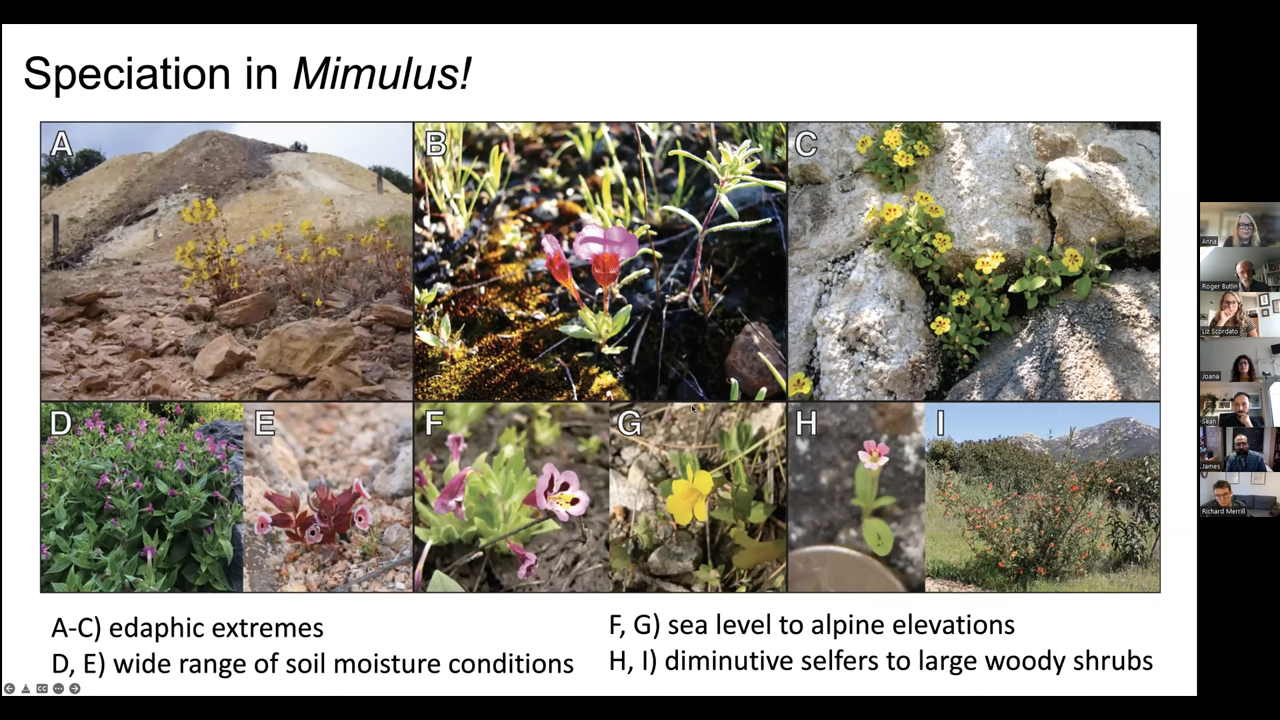 Speciation in Mimulus!
A
B
C
D
E
F
G
H
I
A-C) edaphic extremes
D, E) wide range of soil moisture conditions
F, G) sea level to alpine elevations
H, I) diminutive selfers to large woody shrubs
Anna
Roger Butlin
Liz Scordato
Joana
Sean
James
Richard Merrill